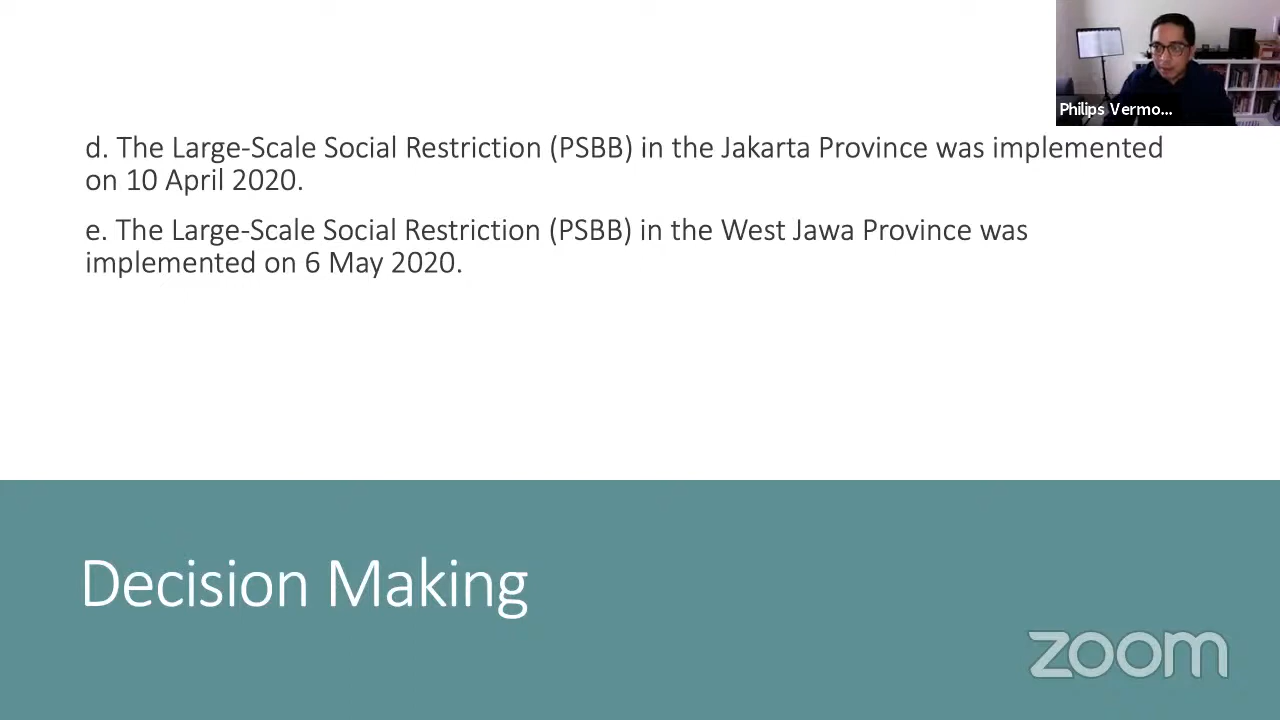 Philips Vermo...
d. The Large-Scale Social Restriction (PSBB) in the Jakarta Province was implemented
on 10 April 2020.
e. The Large-Scale Social Restriction (PSBB) in the West Jawa Province was
implemented on 6 May 2020.
Decision Making
zoom